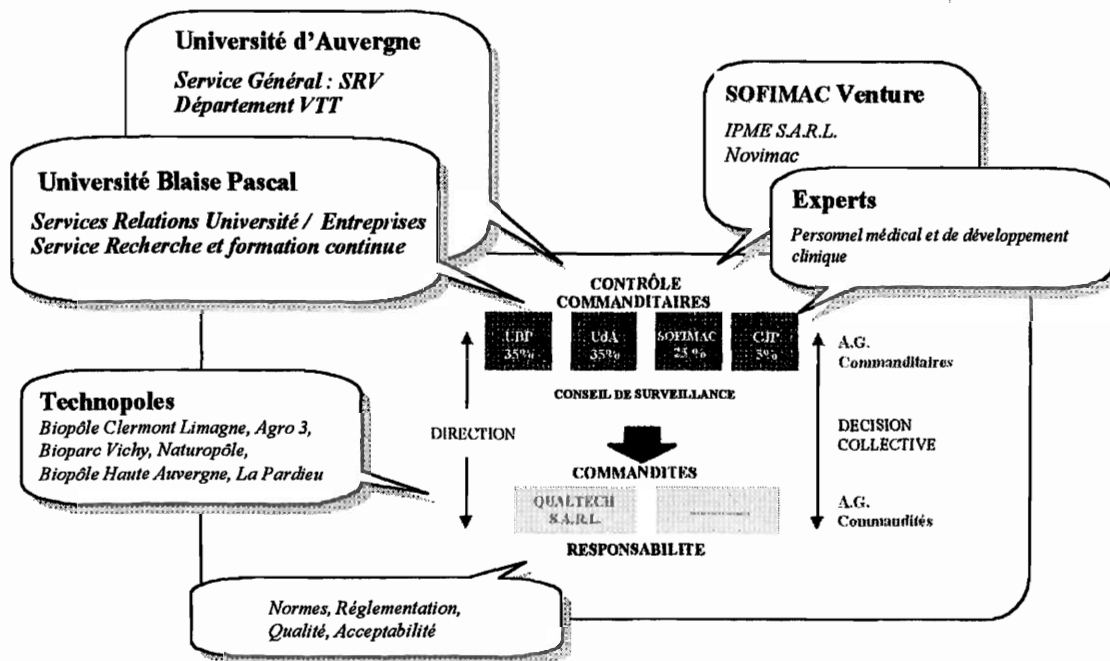 Université d'Auvergne
Service Général : SRV
Département VTT
SOFIMAC Venture
IPME S.A.R.L.
Novimac
Université Blaise Pascal
Services Relations Université / Entreprises
Service Recherche et formation continue
Experts
Personnel médical et de développement
clinique
CONTRÔLE
COMMANDITAIRES
UBP
35%
UdA
35%
SOFIMAC
25 %
CJP
5%
CONSEIL DE SURVEILLANCE
A.G.
Commanditaires
Technopoles
Biopôle Clermont Limagne, Agro 3,
Bioparc Vichy, Naturopôle,
Biopôle Haute Auvergne, La Pardieu
DIRECTION
DECISION
COLLECTIVE
COMMANDITES
QUALTECH
S.A.R.L.
A.G.
Commandités
RESPONSABILITE
Normes, Réglementation,
Qualité, Acceptabilité